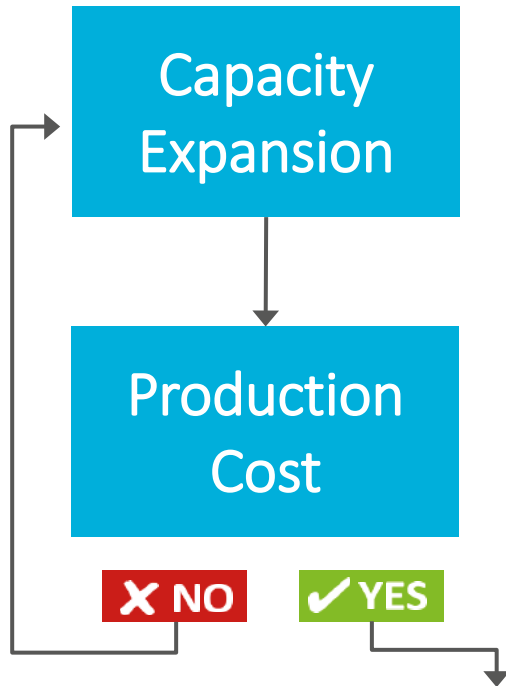 Capacity
Expansion
Production
Cost
NO
YES